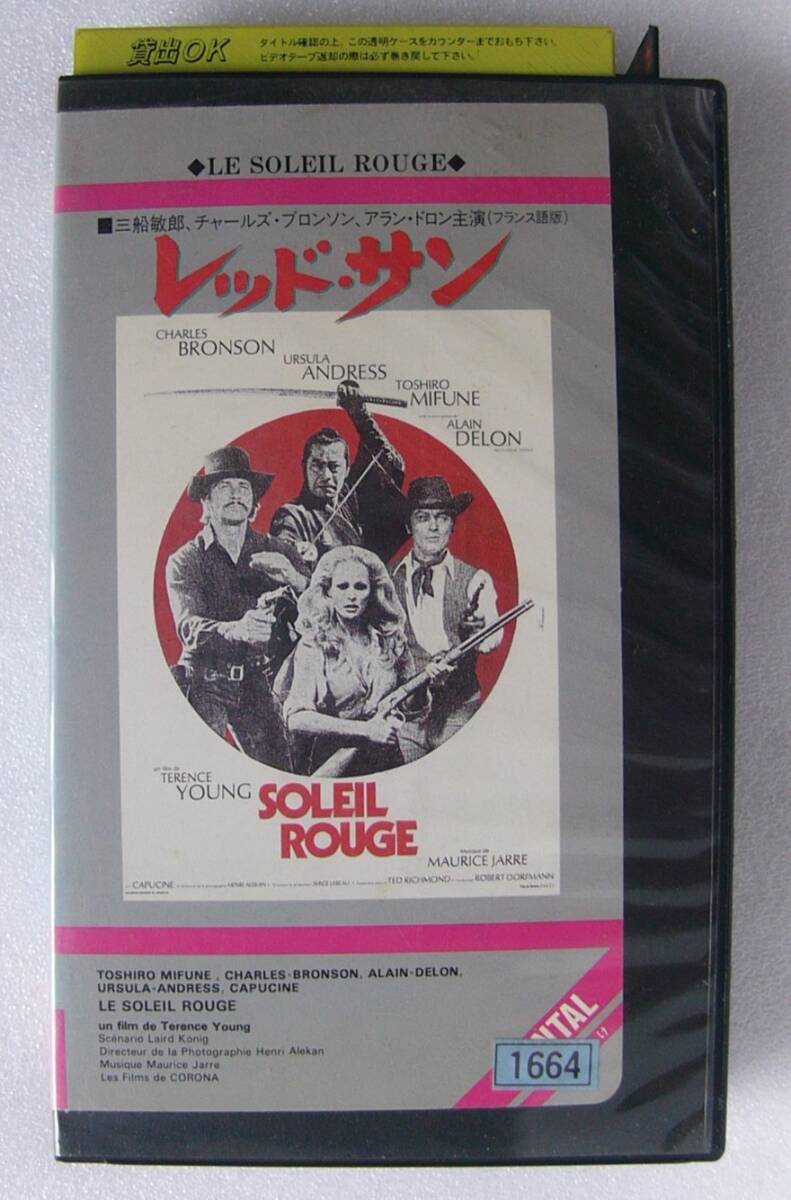 貸出OK
タイトル確認の上、この透明ケースをカウンターまでおもち下さい。
ビデオテープ返却の際は必ず巻き戻して下さい。
◆LE SOLEIL ROUGE◆
■三船敏郎、チャールズ・ブロンソン、アラン・ドロン主演(フランス語版)
レッド・サン
CHARLES
BRONSON
URSULA
ANDRESS
TOSHIRO
MIFUNE
ALAIN
DELON
un film de
TERENCE
YOUNG
SOLEIL
ROUGE
Musique de
MAURICE JARRE
CAPUCINE
HENRI ALEKAN
SERGE LEBEAU
TED RICHMOND
ROBERT DORFMANN
TOSHIRO MIFUNE , CHARLES・BRONSON, ALAIN・DELON,
URSULA・ANDRESS, CAPUCINE
LE SOLEIL ROUGE
un film de Terence Young
Scénario Laird König
Directeur de la Photographie Henri Alekan
Musique Maurice Jarre
Les Films de CORONA
1664